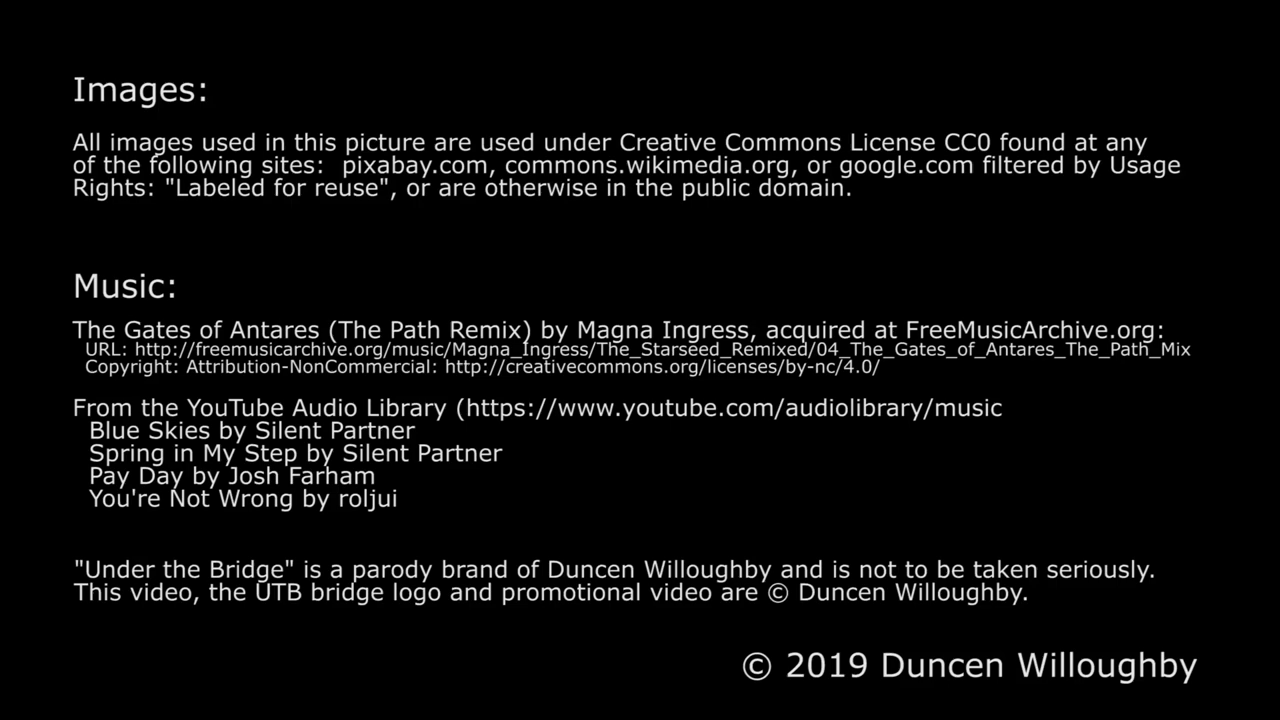 Images:
All images used in this picture are used under Creative Commons License CC0 found at any
of the following sites:  pixabay.com, commons.wikimedia.org, or google.com filtered by Usage
Rights: "Labeled for reuse", or are otherwise in the public domain.
Music:
The Gates of Antares (The Path Remix) by Magna Ingress, acquired at FreeMusicArchive.org:
URL: http://freemusicarchive.org/music/Magna_Ingress/The_Starseed_Remixed/04_The_Gates_of_Antares_The_Path_Mix
Copyright: Attribution-NonCommercial: http://creativecommons.org/licenses/by-nc/4.0/
From the YouTube Audio Library (https://www.youtube.com/audiolibrary/music
Blue Skies by Silent Partner
Spring in My Step by Silent Partner
Pay Day by Josh Farham
You're Not Wrong by roljui
"Under the Bridge" is a parody brand of Duncen Willoughby and is not to be taken seriously.
This video, the UTB bridge logo and promotional video are © Duncen Willoughby.
© 2019 Duncen Willoughby